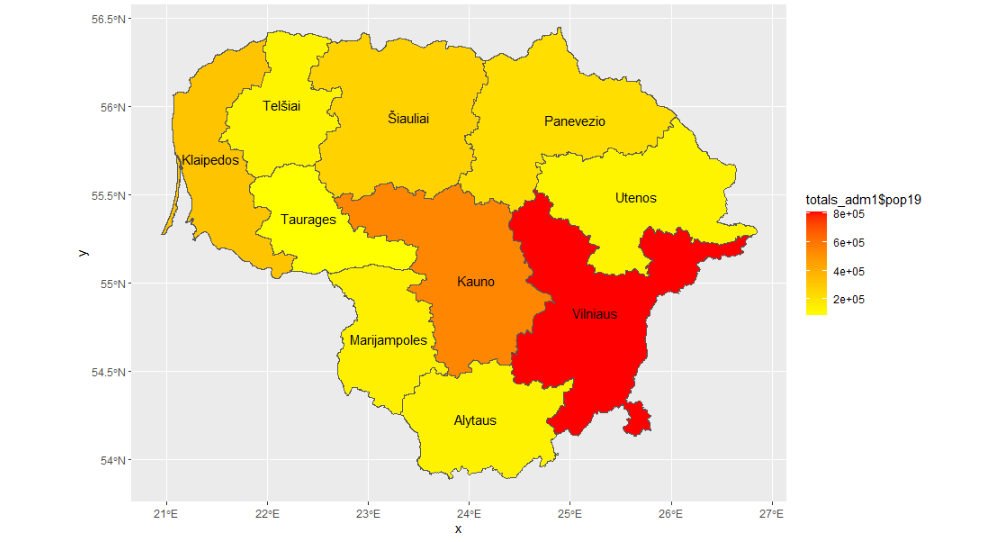 56.5°N
56°N
55.5°N
55°N
54.5°N
54°N
y
Telšiai
Šiauliai
Panevezio
Klaipedos
Utenos
Taurages
Kauno
Vilniaus
Marijampoles
Alytaus
21°E 22°E 23°E 24°E 25°E 26°E 27°E
x
totals_adm1$pop19
8e+05
6e+05
4e+05
2e+05